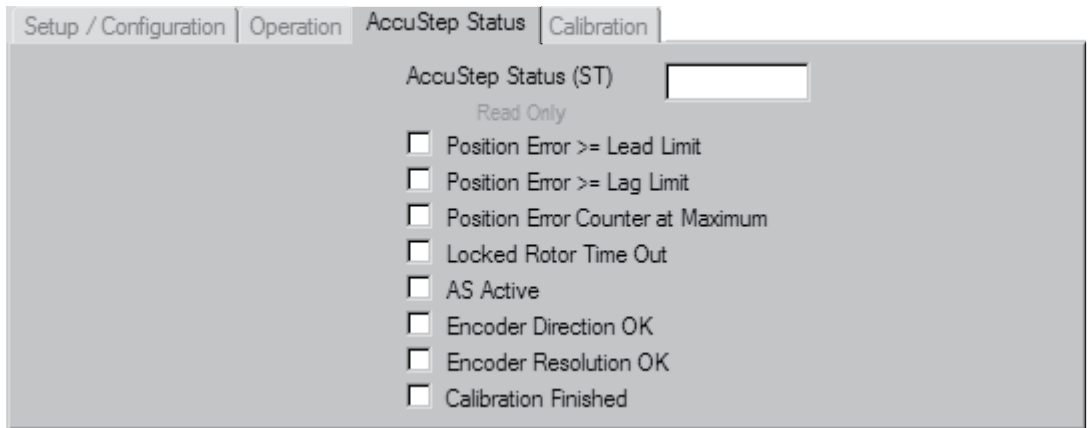 Setup / Configuration Operation AccuStep Status Calibration
AccuStep Status (ST)
Read Only
Position Error >= Lead Limit
Position Error >= Lag Limit
Position Error Counter at Maximum
Locked Rotor Time Out
AS Active
Encoder Direction OK
Encoder Resolution OK
Calibration Finished